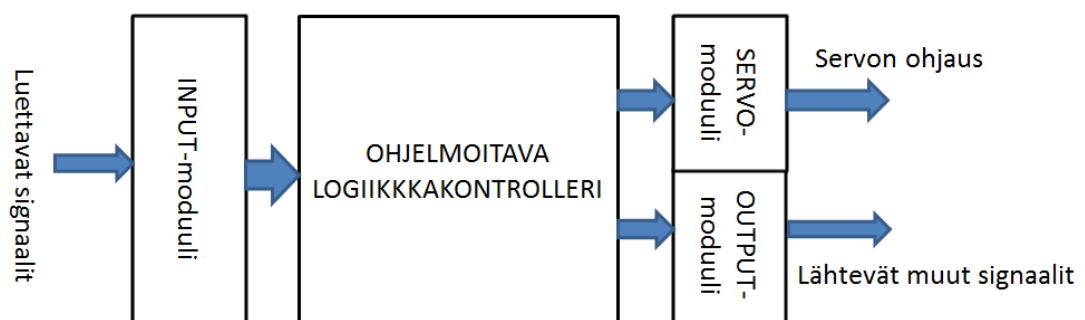 Luettavat signaalit
INPUT-moduuli
OHJELMOITAVA
LOGIIKKKAKONTROLLERI
SERVO-
moduuli
Servon ohjaus
OUTPUT-
moduuli
Lähtevät muut signaalit